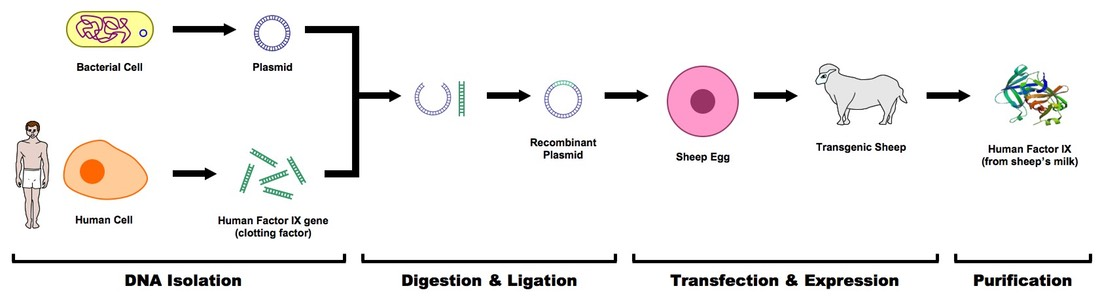 Bacterial Cell
Plasmid
Human Cell
Human Factor IX gene
(clotting factor)
Recombinant
Plasmid
Sheep Egg
Transgenic Sheep
Human Factor IX
(from sheep's milk)
DNA Isolation
Digestion & Ligation
Transfection & Expression
Purification